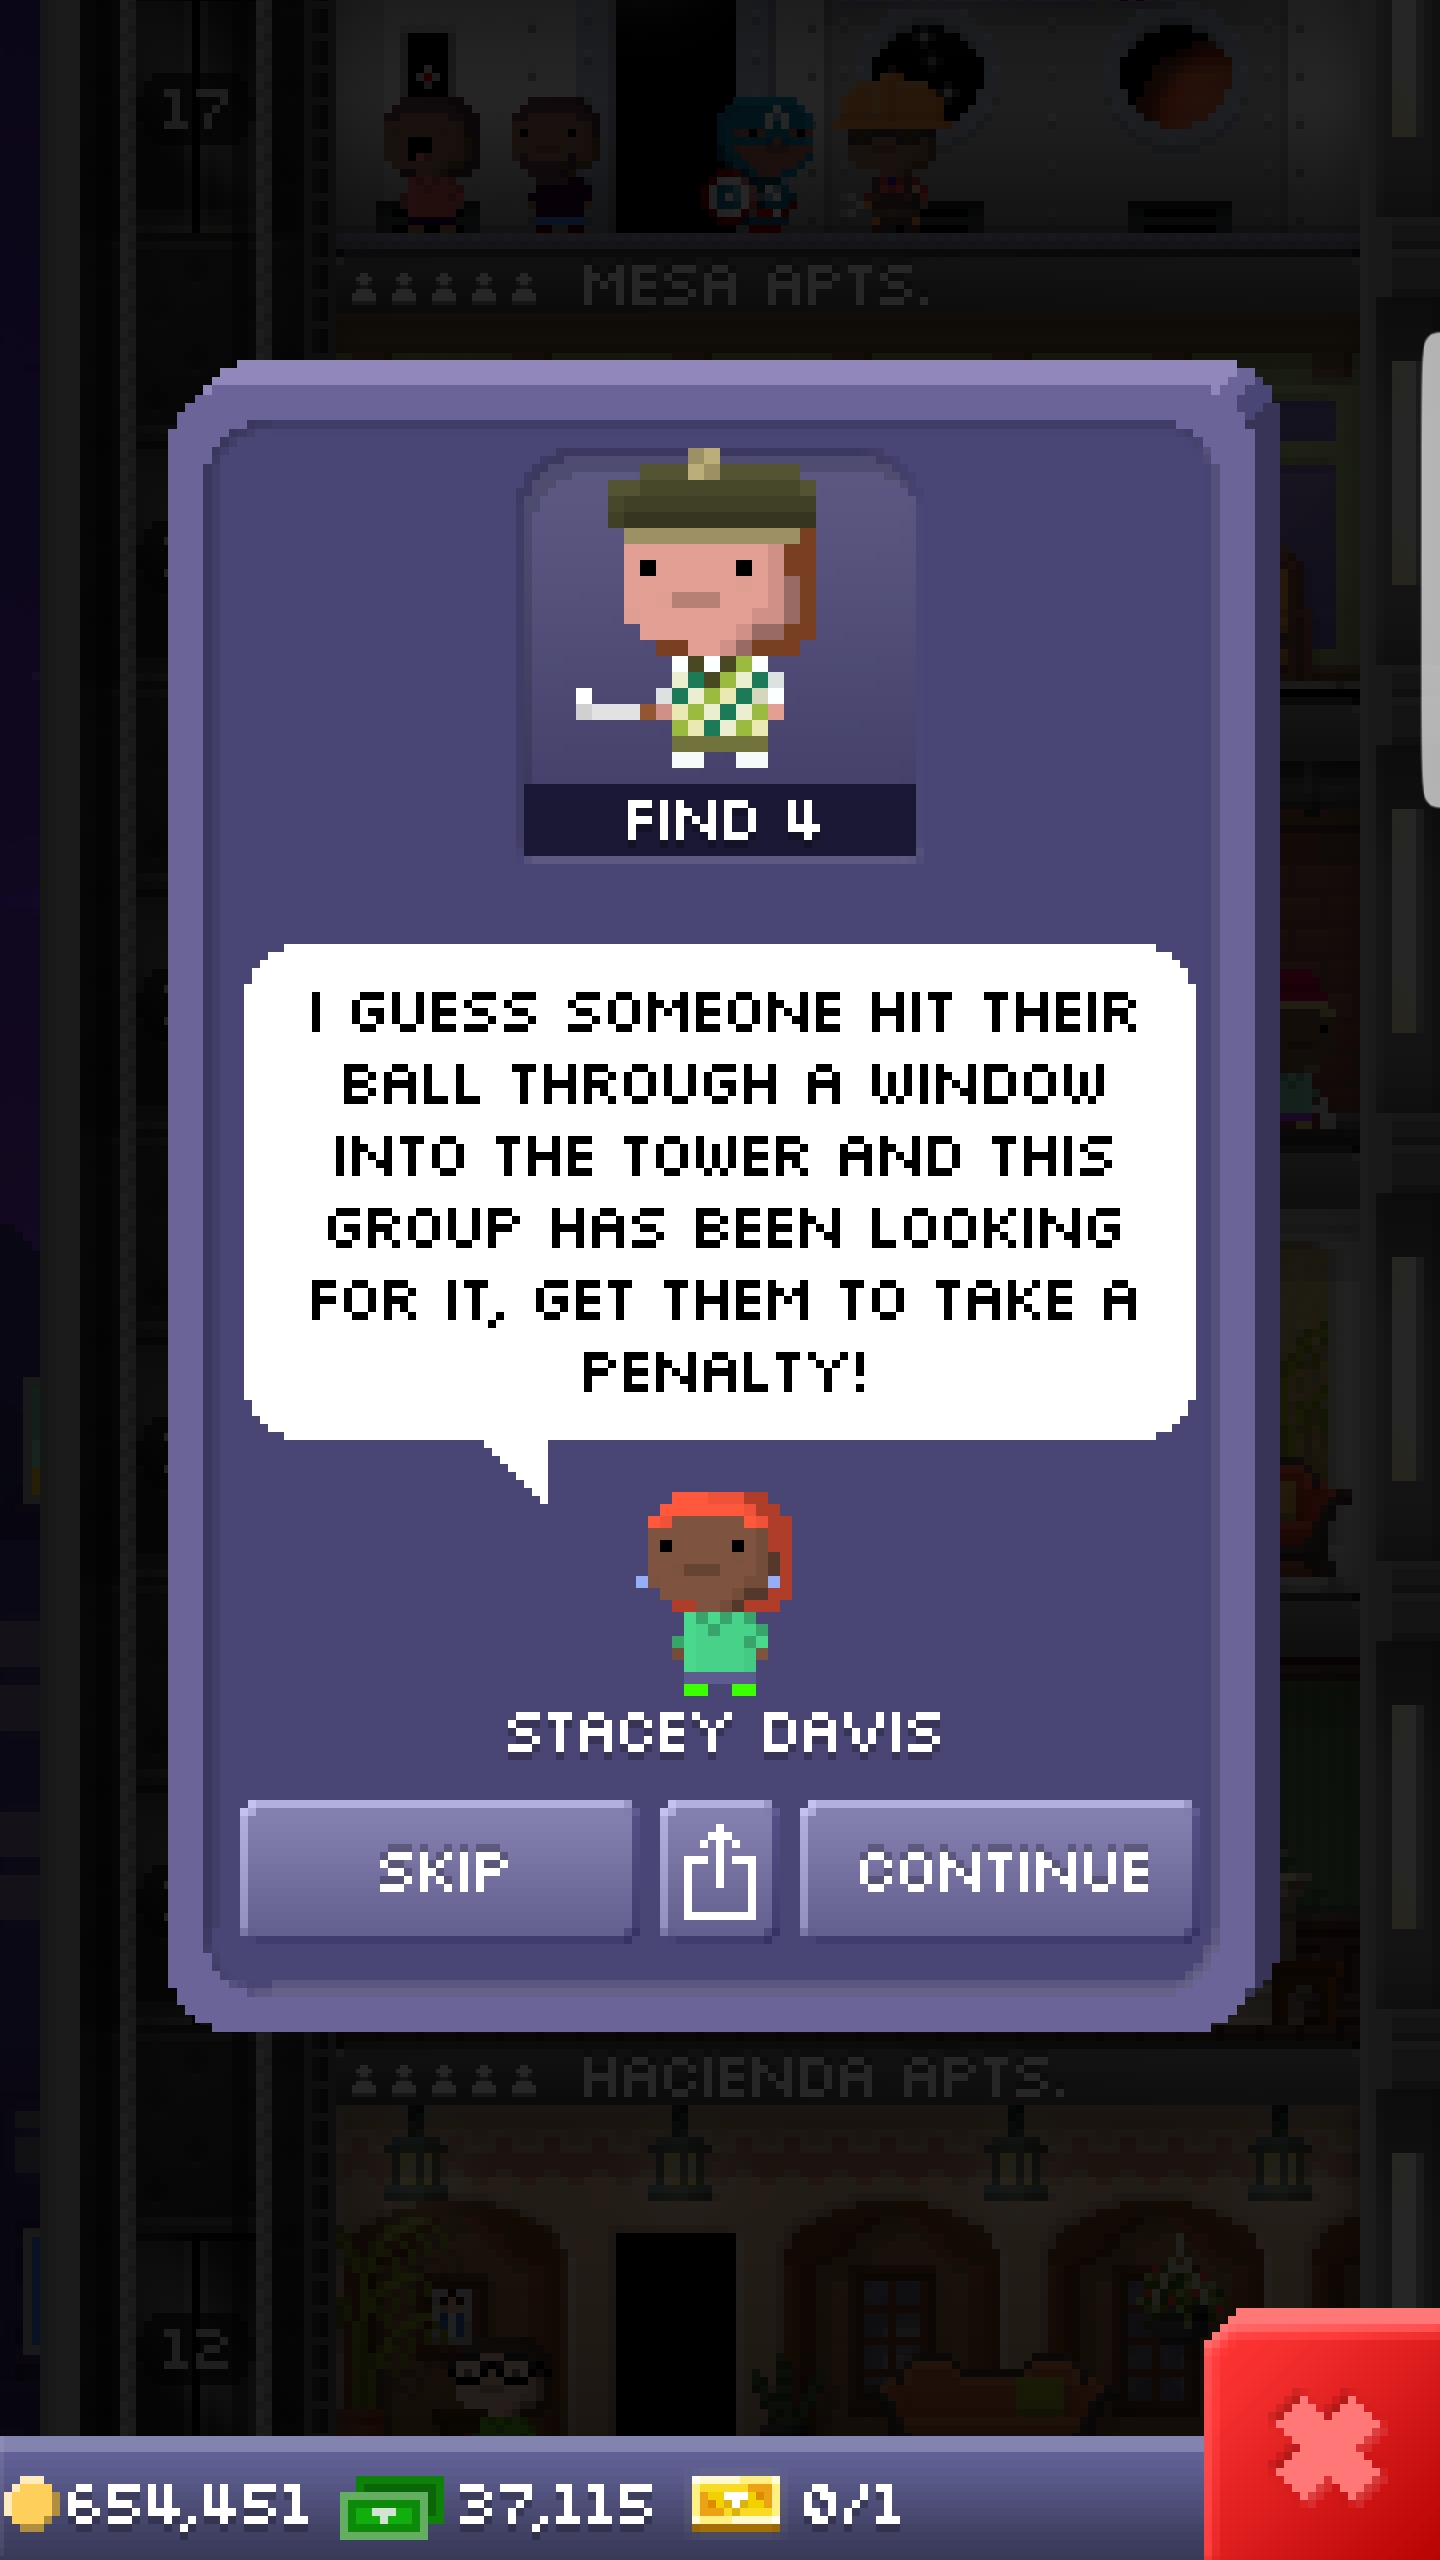 17
MESA APTS.
FIND 4
I GUESS SOMEONE HIT THEIR
BALL THROUGH A WINDOW
INTO THE TOWER AND THIS
GROUP HAS BEEN LOOKING
FOR IT, GET THEM TO TAKE A
PENALTY!
STACEY DAVIS
SKIP
CONTINUE
HACIENDA APTS.
12
654,451 37,115 0/1